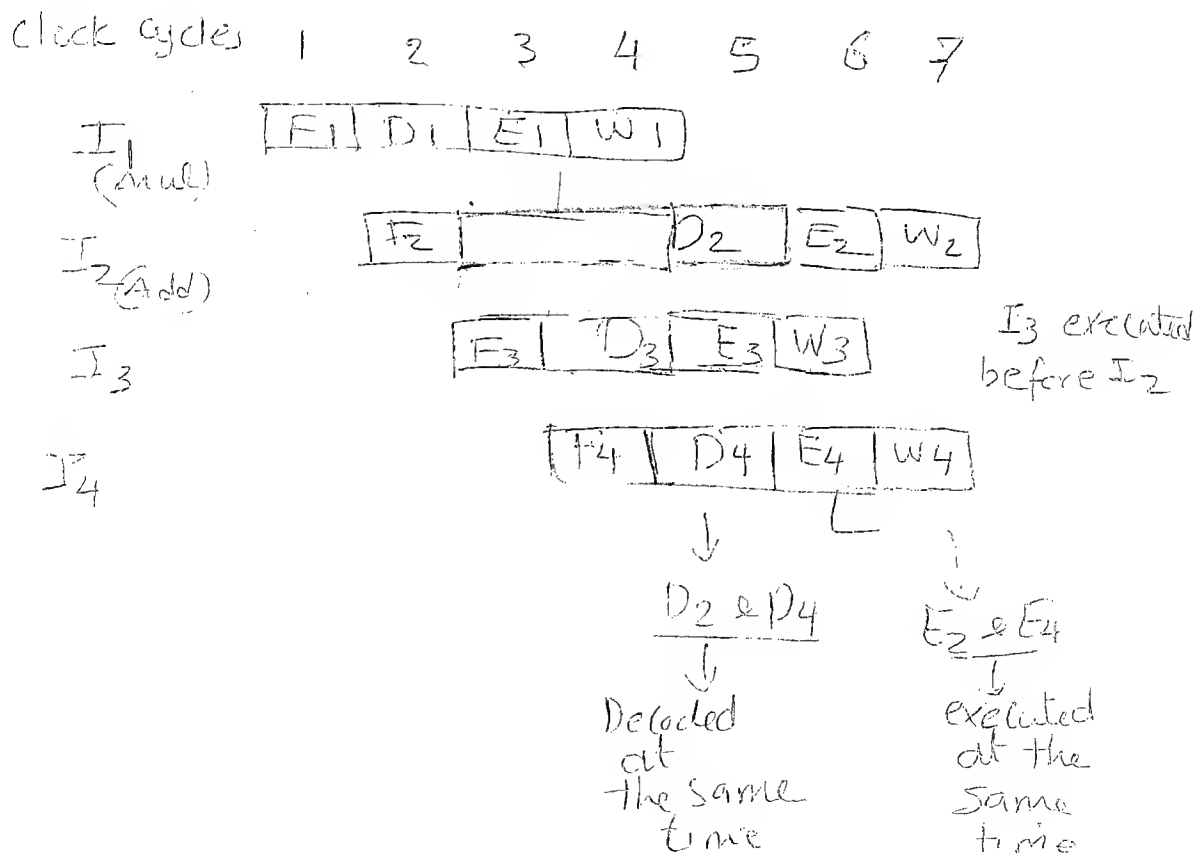 Clock cycles 1 2 3 4 5 6 7
I1 F1 D1 E1 W1
(Mul)
I2 F2 D2 E2 W2
(Add)
I3 F3 D3 E3 W3
I3 executed
before I2
I4 F4 D4 E4 W4
D2 & D4
E2 & E4
Decoded
at
the same
time
executed
at the
same
time